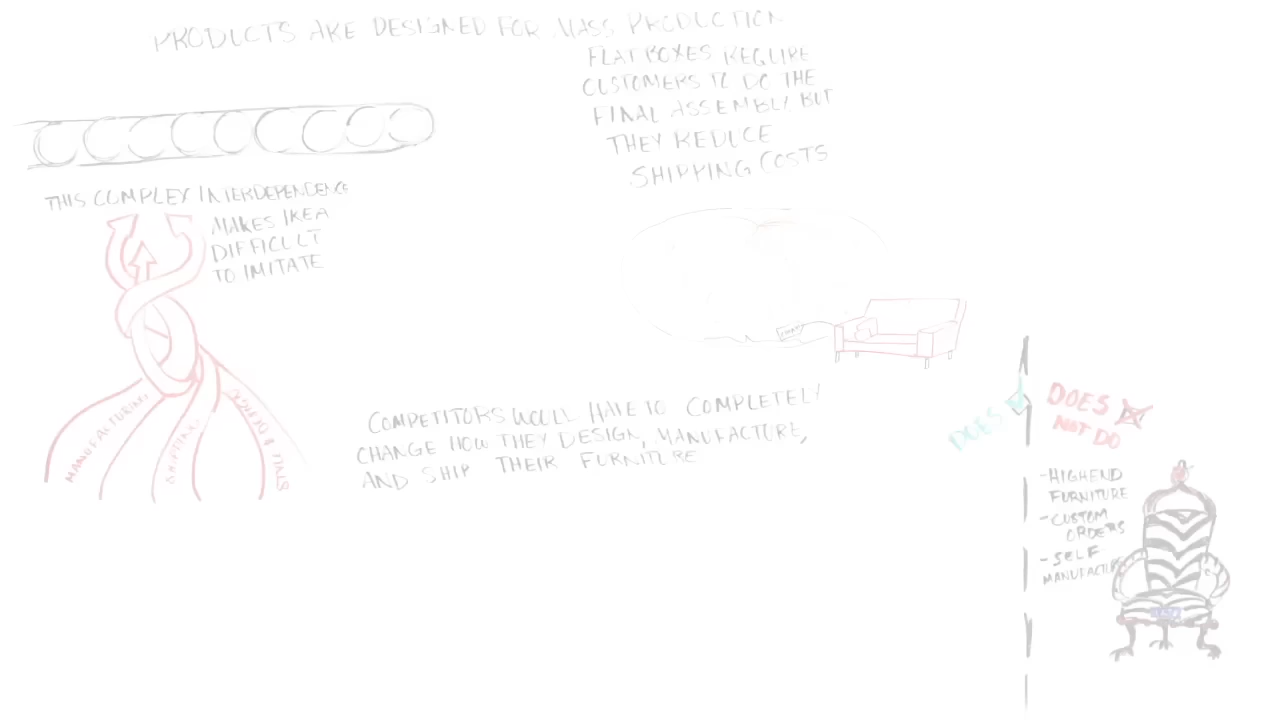 PRODUCTS ARE DESIGNED FOR MASS PRODUCTION
FLAT BOXES REQUIRE
CUSTOMERS TO DO THE
FINAL ASSEMBLY BUT
THEY REDUCE
SHIPPING COSTS
THIS COMPLEX INTERDEPENDENCE
MAKES IKEA
DIFFICULT
TO IMITATE
MANUFACTURING
SHIPPING
COMPETITORS WOULD HAVE TO COMPLETELY
CHANGE HOW THEY DESIGN, MANUFACTURE,
AND SHIP THEIR FURNITURE
DOES
DOES
NOT DO
-HIGHEND
FURNITURE
-CUSTOM
ORDERS
-SELF
MANUFACTURE